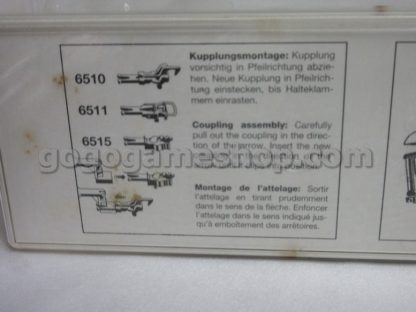 6510
6511
6515
Kupplungsmontage: Kupplung
vorsichtig in Pfeilrichtung abzie-
hen. Neue Kupplung in Pfeilrich-
tung einstecken, bis Halteklam-
mern einrasten.
Coupling assembly: Carefully
pull out the coupling in the direc-
tion of the arrow. Insert the new
gogogameshop.com
Montage de l'attelage: Sortir
l'attelage en tirant prudemment
dans le sens de la flèche. Enfoncer
l'attelage dans le sens indiqué jus-
qu'à emboîtement des arrêtoires.